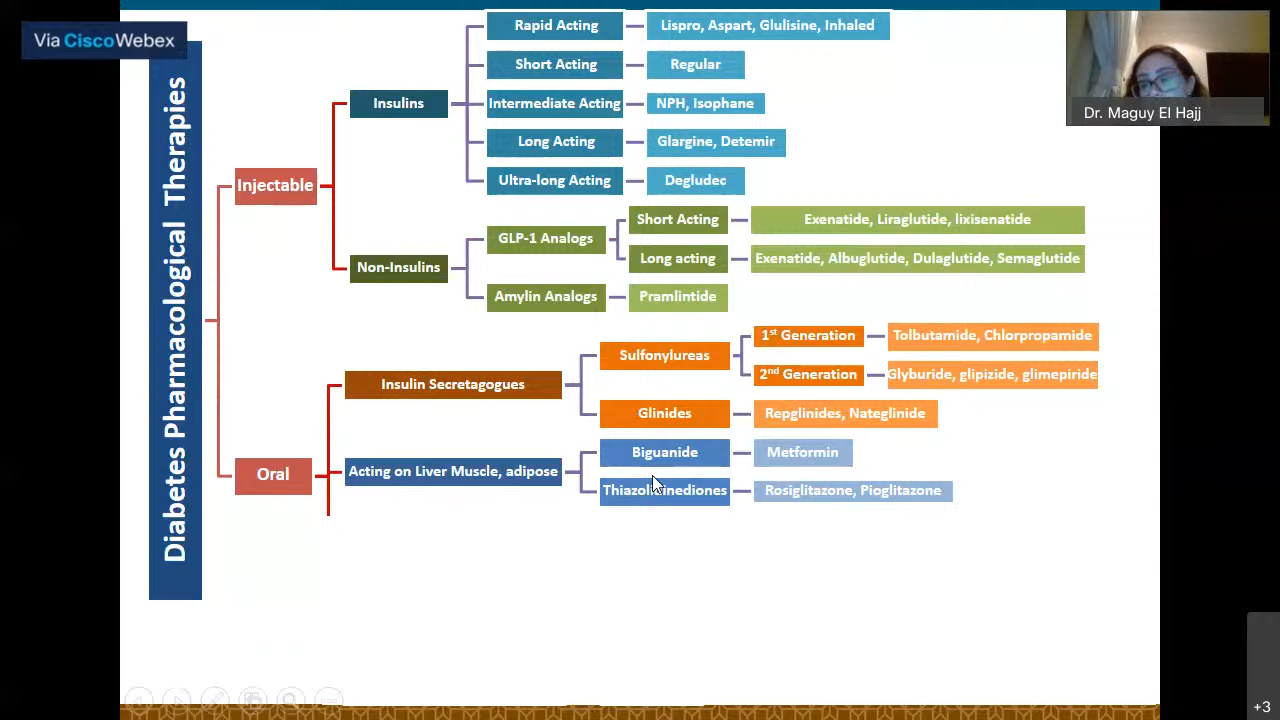 Via CiscoWebex
Dr. Maguy El Hajj
Diabetes Pharmacological Therapies
Injectable
Insulins
Rapid Acting
Lispro, Aspart, Glulisine, Inhaled
Short Acting
Regular
Intermediate Acting
NPH, Isophane
Long Acting
Glargine, Detemir
Ultra-long Acting
Degludec
Non-Insulins
GLP-1 Analogs
Short Acting
Exenatide, Liraglutide, lixisenatide
Long acting
Exenatide, Albuglutide, Dulaglutide, Semaglutide
Amylin Analogs
Pramlintide
Oral
Insulin Secretagogues
Sulfonylureas
1st Generation
Tolbutamide, Chlorpropamide
2nd Generation
Glyburide, glipizide, glimepiride
Glinides
Repglinides, Nateglinide
Acting on Liver Muscle, adipose
Biguanide
Metformin
Rosiglitazone, Pioglitazone
+3